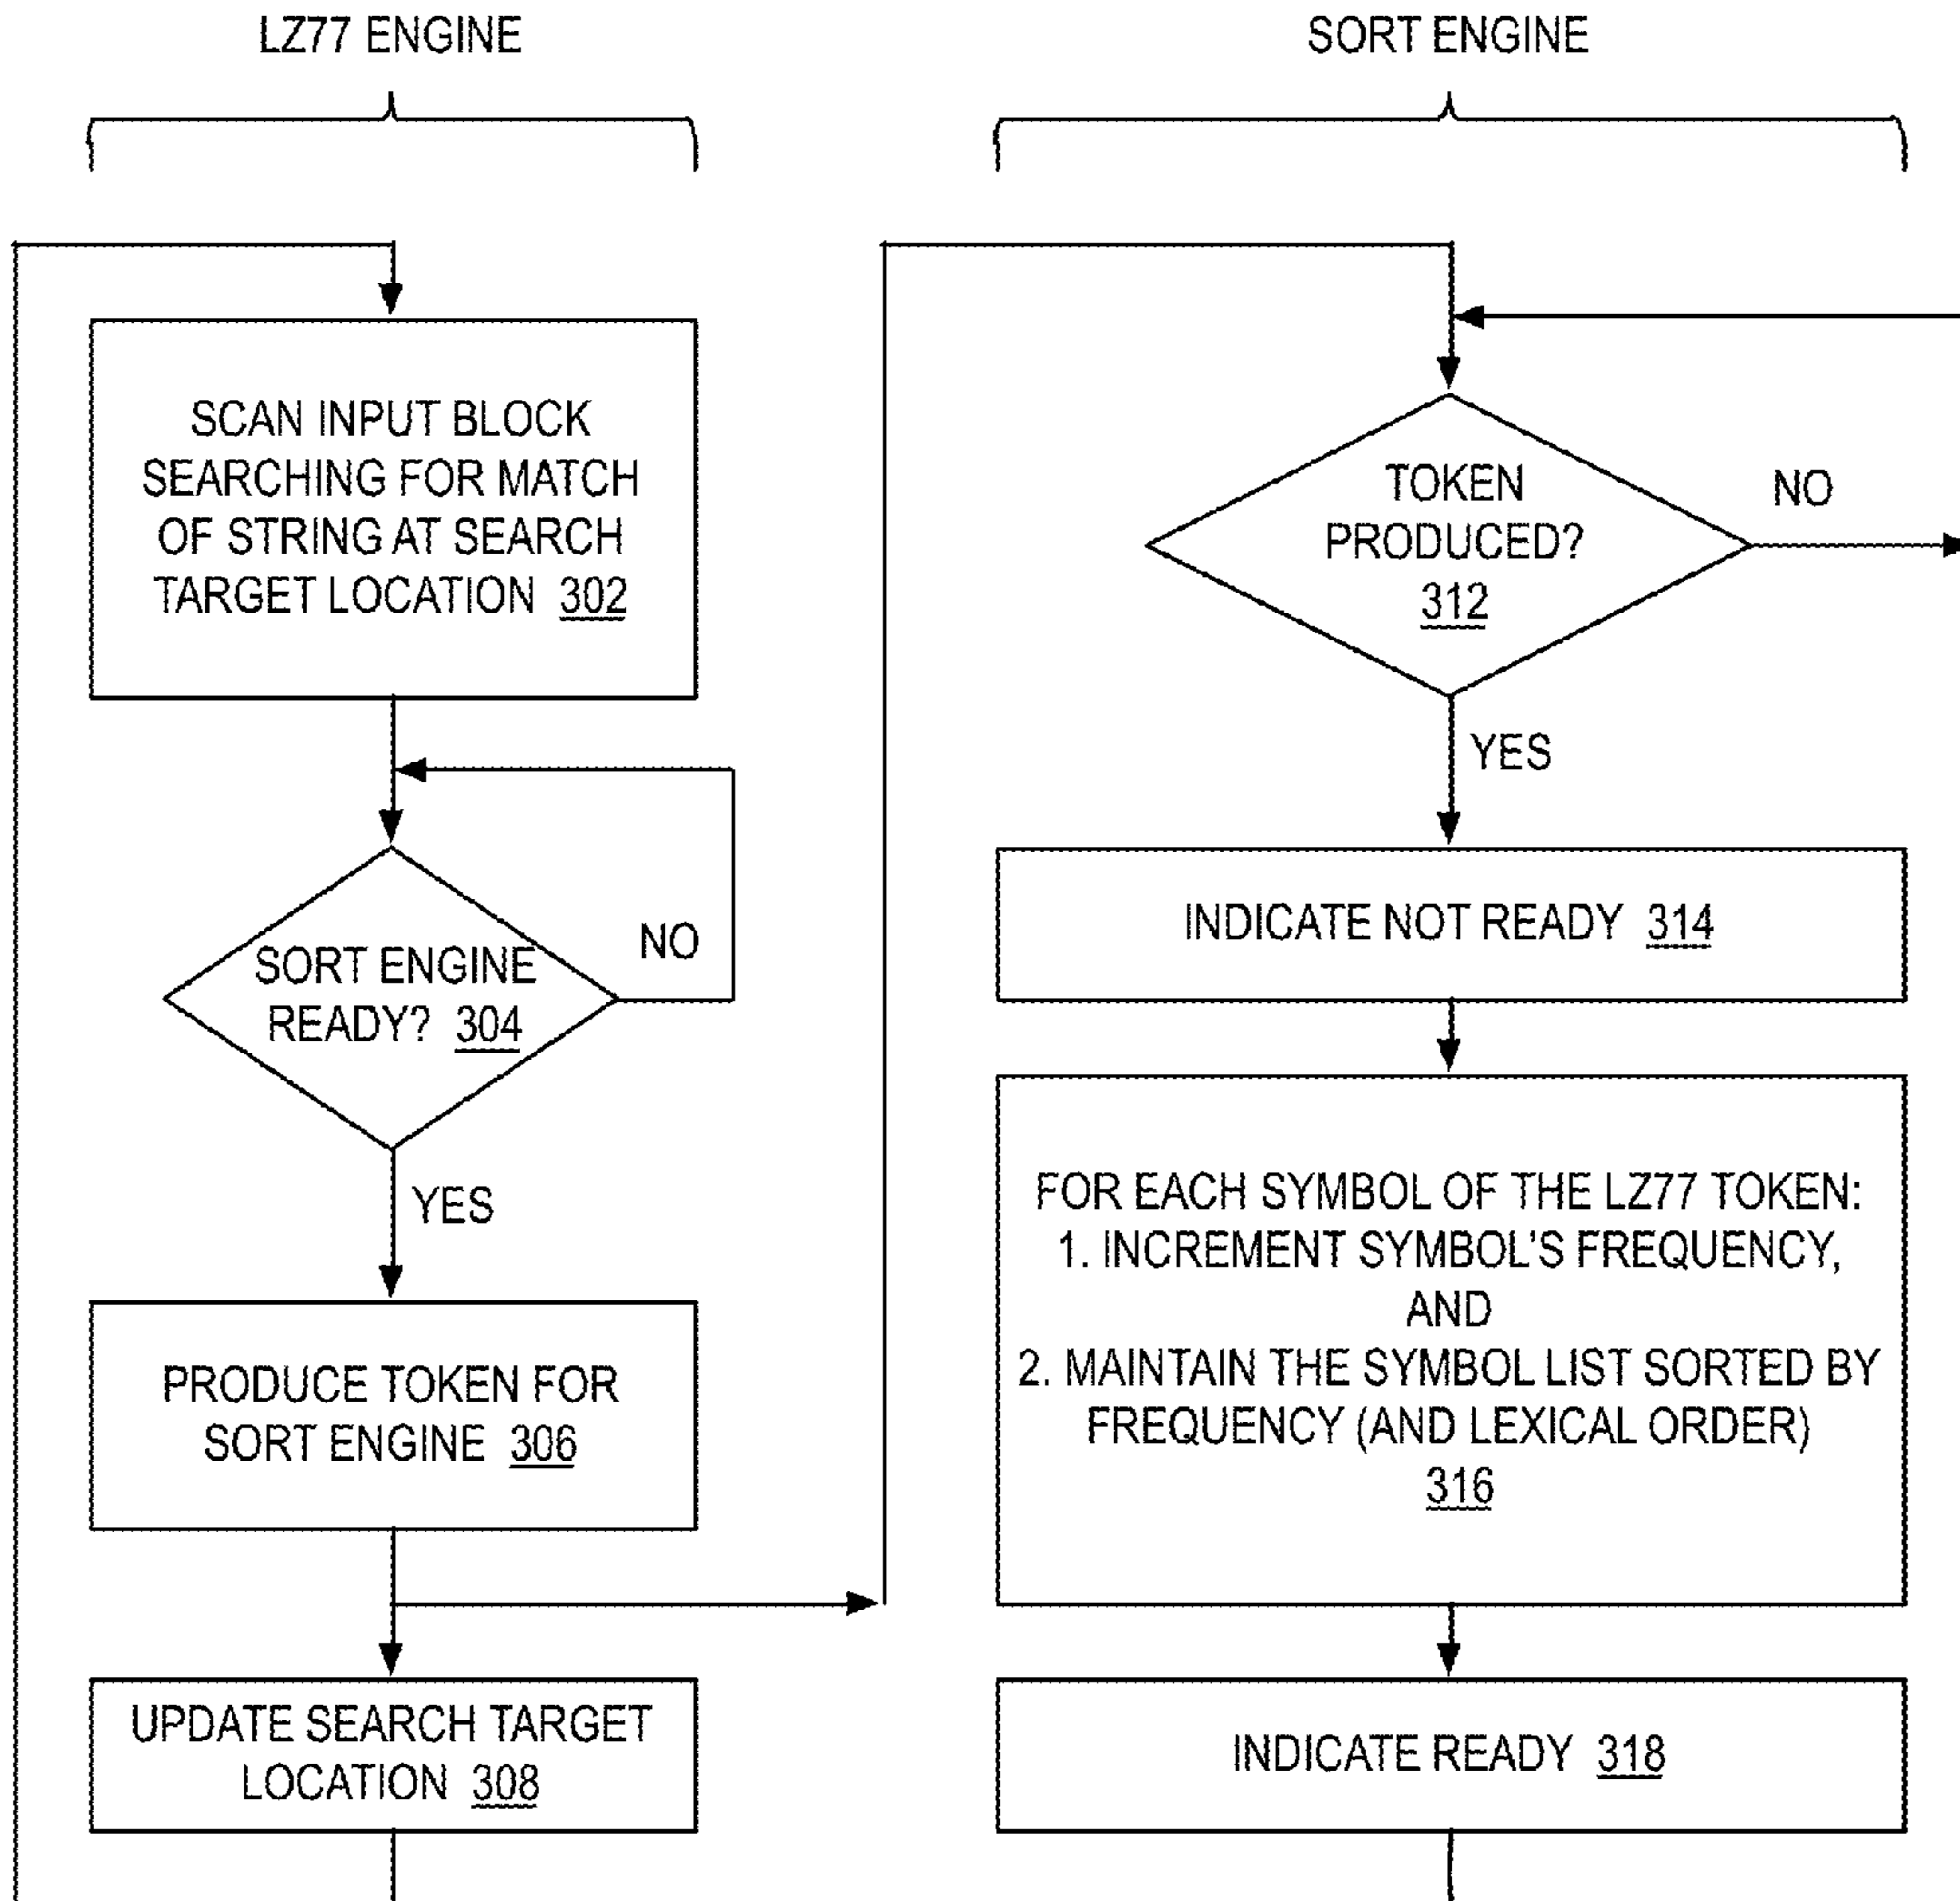 LZ77 ENGINE
SCAN INPUT BLOCK
SEARCHING FOR MATCH
OF STRING AT SEARCH
TARGET LOCATION 302
SORT ENGINE
READY? 304
NO
YES
PRODUCE TOKEN FOR
SORT ENGINE 306
UPDATE SEARCH TARGET
LOCATION 308
SORT ENGINE
TOKEN
PRODUCED?
312
NO
YES
INDICATE NOT READY 314
FOR EACH SYMBOL OF THE LZ77 TOKEN:
1. INCREMENT SYMBOL'S FREQUENCY,
AND
2. MAINTAIN THE SYMBOL LIST SORTED BY
FREQUENCY (AND LEXICAL ORDER)
316
INDICATE READY 318